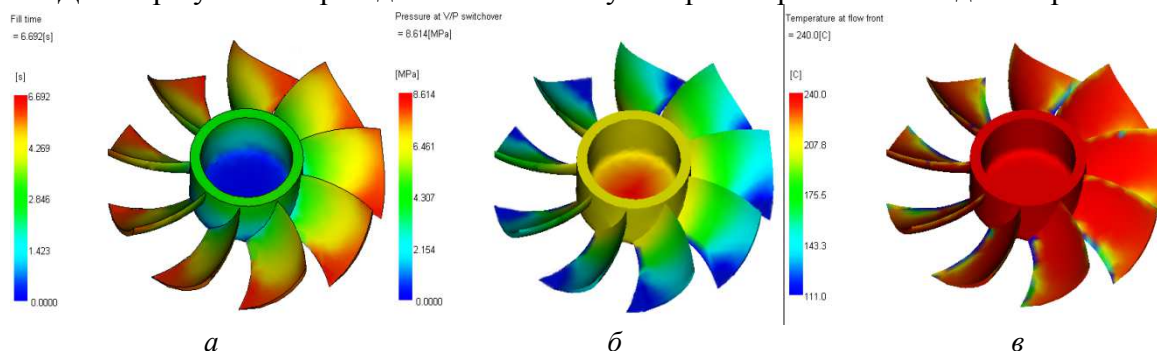 Fill time
= 6.692[s]
[s]
6.692
4.269
2.846
1.423
0.0000
Pressure at V/P switchover
= 8.614[MPa]
[MPa]
8.614
6.461
4.307
2.154
0.0000
Temperature at flow front
= 240.0[C]
[C]
240.0
207.8
175.5
143.3
111.0
а
б
в